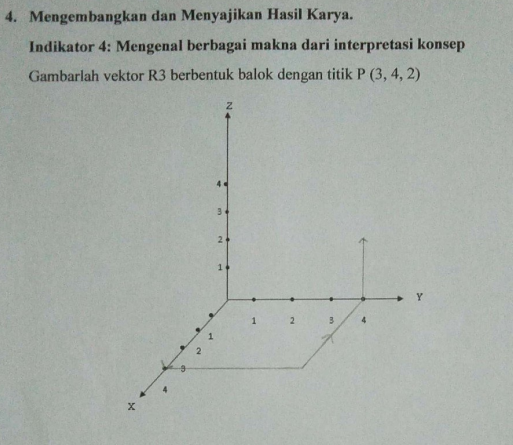 4. Mengembangkan dan Menyajikan Hasil Karya.
Indikator 4: Mengenal berbagai makna dari interpretasi konsep
Gambarlah vektor R3 berbentuk balok dengan titik P (3, 4, 2)
Z
4
3
2
1
Y
1 2 3 4
1
2
3
4
X